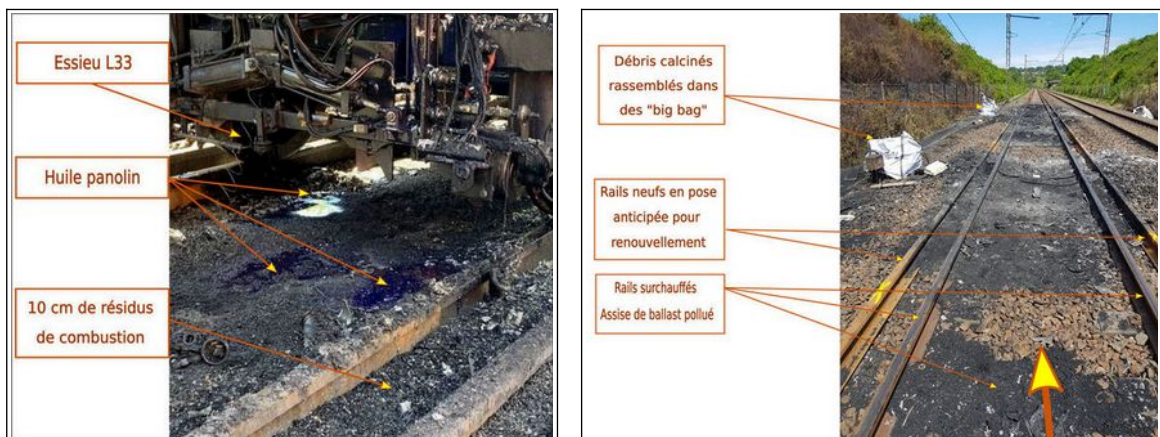 Essieu L33
Huile panolin
10 cm de résidus
de combustion
Débris calcinés
rassemblés dans
des "big bag"
Rails neufs en pose
anticipée pour
renouvellement
Rails surchauffés
Assise de ballast pollué